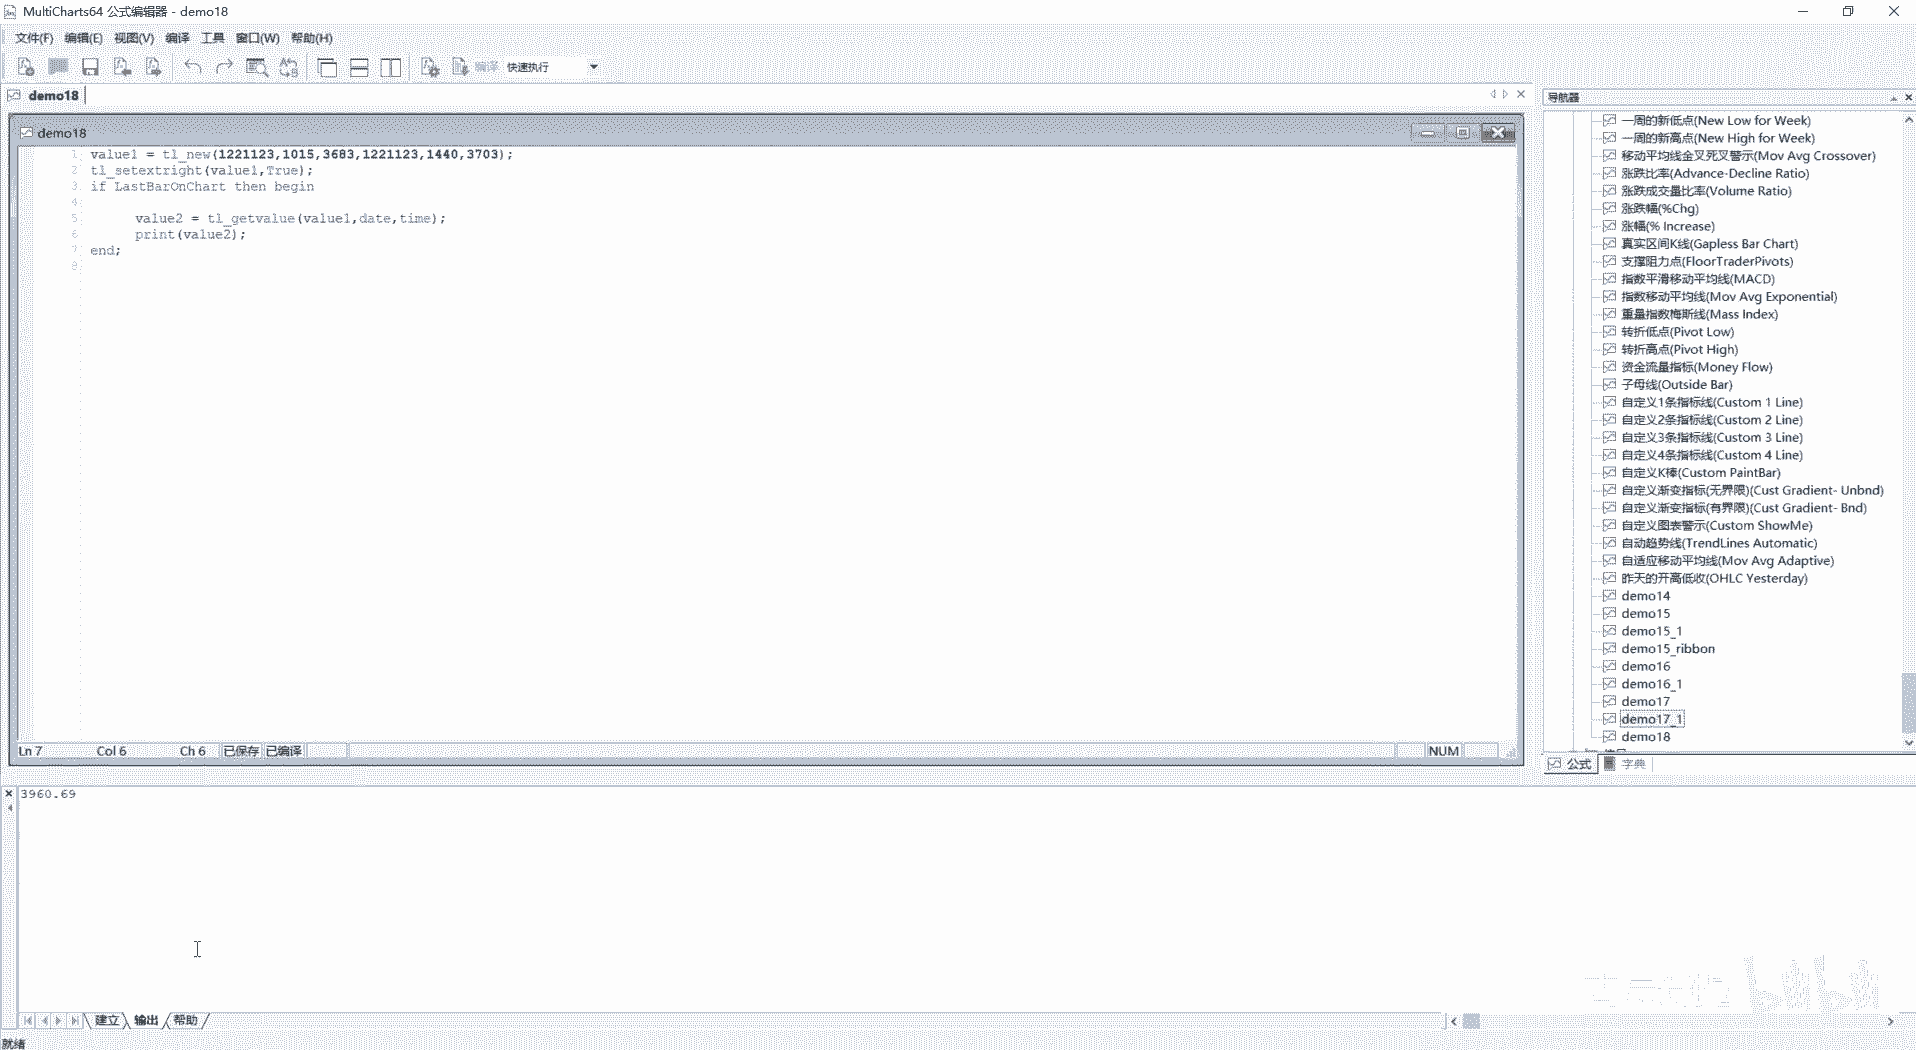 MultiCharts64 公式编辑器 - demo18
文件(F) 编辑(E) 视图(V) 编译 工具 窗口(W) 帮助(H)
编译 快速执行
demo18
demo18
1 value1 = tl_new(1221123,1015,3683,1221123,1440,3703);
2 tl_setextright(value1,True);
3 if LastBarOnChart then begin
4
5 value2 = tl_getvalue(value1,date,time);
6 print(value2);
7 end;
8
Ln 7 Col 6 Ch 6 已保存 已编译 NUM
导航器
一周的新低点(New Low for Week)
一周的新高点(New High for Week)
移动平均线金叉死叉警示(Mov Avg Crossover)
涨跌比率(Advance-Decline Ratio)
涨跌成交量比率(Volume Ratio)
涨跌幅(%Chg)
涨幅(% Increase)
真实区间K线(Gapless Bar Chart)
支撑阻力点(FloorTraderPivots)
指数平滑移动平均线(MACD)
指数移动平均线(Mov Avg Exponential)
重量指数梅斯线(Mass Index)
转折低点(Pivot Low)
转折高点(Pivot High)
资金流量指标(Money Flow)
子母线(Outside Bar)
自定义1条指标线(Custom 1 Line)
自定义2条指标线(Custom 2 Line)
自定义3条指标线(Custom 3 Line)
自定义4条指标线(Custom 4 Line)
自定义K棒(Custom PaintBar)
自定义渐变指标(无界限)(Cust Gradient- Unbnd)
自定义渐变指标(有界限)(Cust Gradient- Bnd)
自定义图表警示(Custom ShowMe)
自动趋势线(TrendLines Automatic)
自适应移动平均线(Mov Avg Adaptive)
昨天的开高低收(OHLC Yesterday)
demo14
demo15
demo15_1
demo15_ribbon
demo16
demo16_1
demo17
demo17_1
demo18
公式 字典
3960.69
建立 输出 帮助
就绪
bilibili